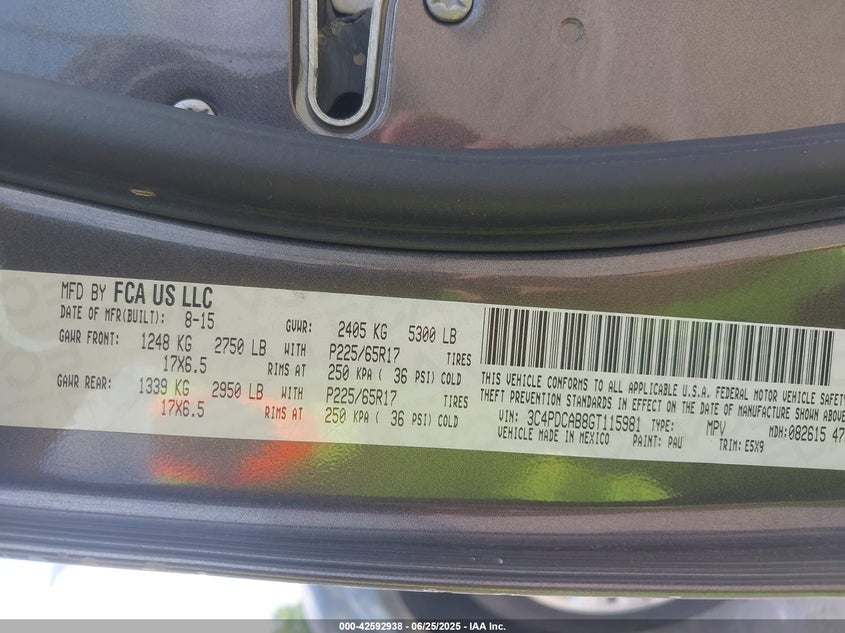 MFD BY FCA US LLC
DATE OF MFR(BUILT): 8-15 GVWR: 2405 KG 5300 LB
GAWR FRONT: 1248 KG 2750 LB WITH P225/65R17 TIRES
17X6.5 RIMS AT 250 KPA ( 36 PSI) COLD
GAWR REAR: 1339 KG 2950 LB WITH P225/65R17 TIRES
17X6.5 RIMS AT 250 KPA ( 36 PSI) COLD
THIS VEHICLE CONFORMS TO ALL APPLICABLE U.S.A. FEDERAL MOTOR VEHICLE SAFETY
THEFT PREVENTION STANDARDS IN EFFECT ON THE DATE OF MANUFACTURE SHOWN ABOVE
VIN: 3C4PDCAB8GT115981 TYPE: MPV MDH:082615 47
VEHICLE MADE IN MEXICO PAINT: PAU TRIM: E5X9
000-42592938 - 06/25/2025 - IAA Inc.